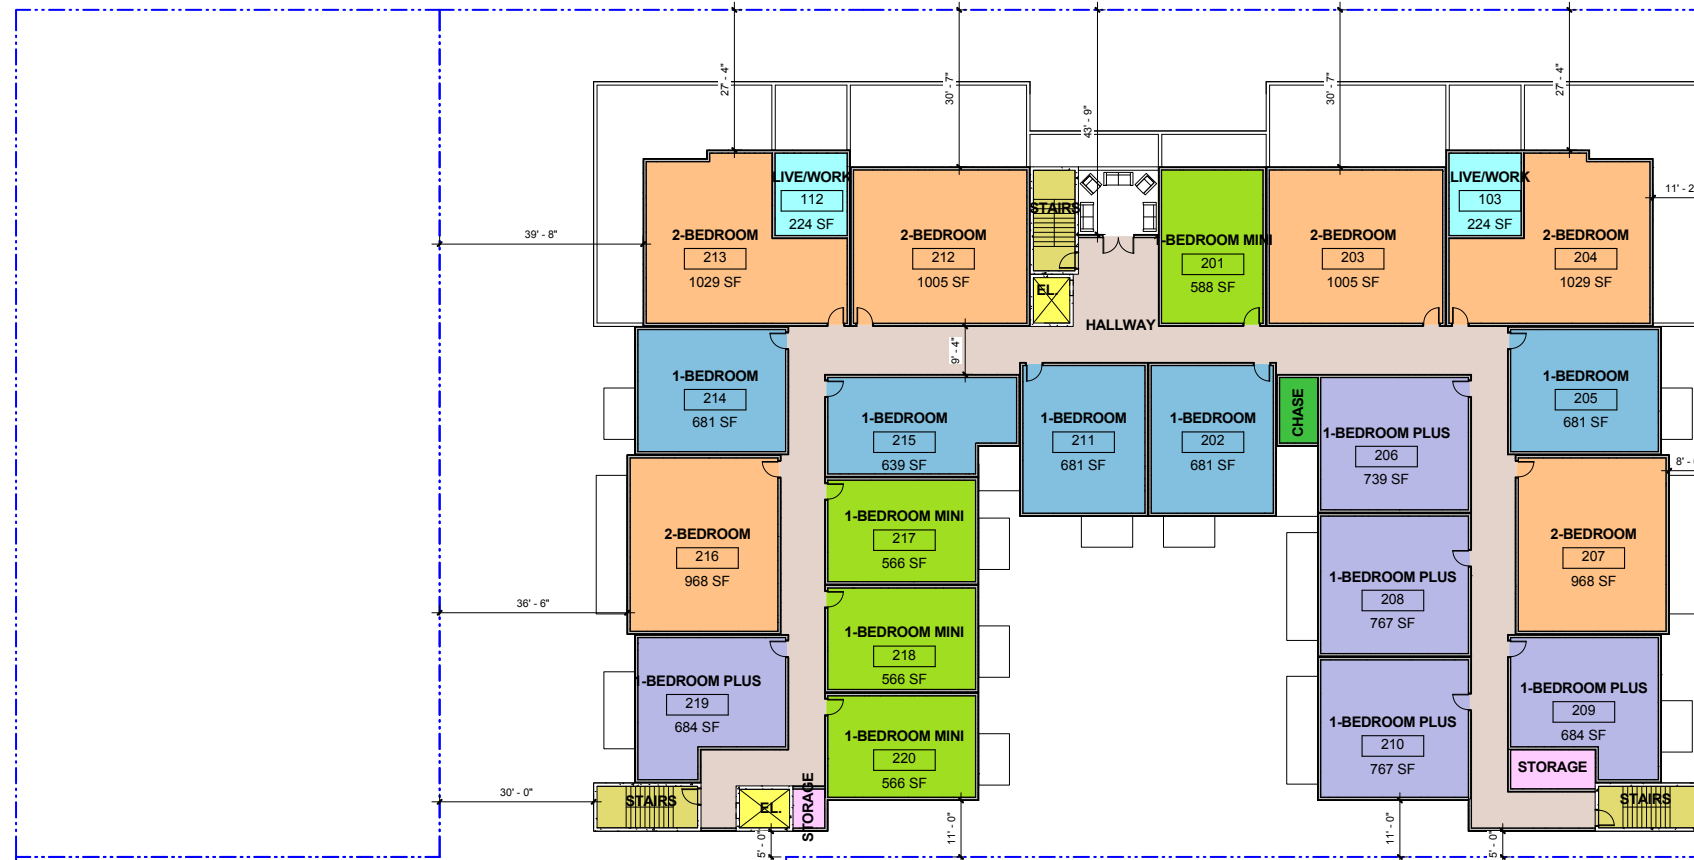 27' - 4"
30' - 7"
43' - 9"
30' - 7"
27' - 4"
LIVE/WORK
112
224 SF
STAIRS
LIVE/WORK
103
224 SF
11' - 2
39' - 8"
2-BEDROOM
213
1029 SF
2-BEDROOM
212
1005 SF
EL.
1-BEDROOM MINI
201
588 SF
2-BEDROOM
203
1005 SF
2-BEDROOM
204
1029 SF
HALLWAY
9' - 4"
1-BEDROOM
214
681 SF
1-BEDROOM
215
639 SF
1-BEDROOM
211
681 SF
1-BEDROOM
202
681 SF
CHASE
1-BEDROOM PLUS
206
739 SF
1-BEDROOM
205
681 SF
8' -
2-BEDROOM
216
968 SF
1-BEDROOM MINI
217
566 SF
1-BEDROOM PLUS
208
767 SF
2-BEDROOM
207
968 SF
36' - 6"
1-BEDROOM MINI
218
566 SF
1-BEDROOM PLUS
219
684 SF
1-BEDROOM MINI
220
566 SF
1-BEDROOM PLUS
210
767 SF
1-BEDROOM PLUS
209
684 SF
STORAGE
30' - 0"
STAIRS
EL.
STORAGE
STAIRS
5' - 0"
11' - 0"
11' - 0"
5' - 0"